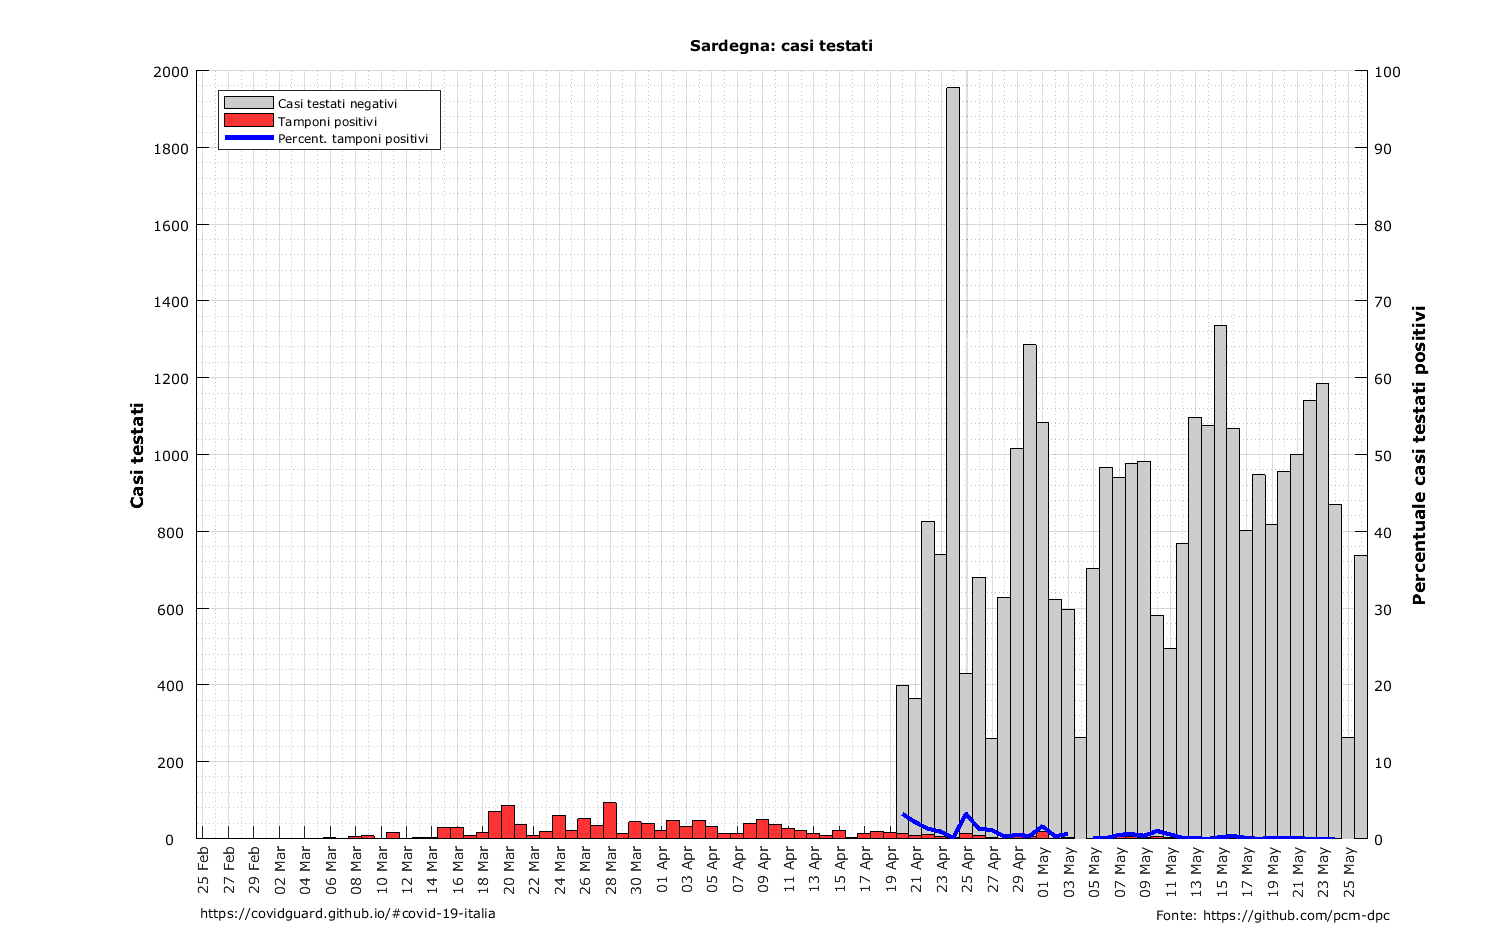 Sardegna: casi testati
Casi testati negativi
Tamponi positivi
Percent. tamponi positivi
Casi testati
2000
1800
1600
1400
1200
1000
800
600
400
200
0
100
90
80
70
60
50
40
30
20
10
0
Percentuale casi testati positivi
25 Feb
27 Feb
29 Feb
02 Mar
04 Mar
06 Mar
08 Mar
10 Mar
12 Mar
14 Mar
16 Mar
18 Mar
20 Mar
22 Mar
24 Mar
26 Mar
28 Mar
30 Mar
01 Apr
03 Apr
05 Apr
07 Apr
09 Apr
11 Apr
13 Apr
15 Apr
17 Apr
19 Apr
21 Apr
23 Apr
25 Apr
27 Apr
29 Apr
01 May
03 May
05 May
07 May
09 May
11 May
13 May
15 May
17 May
19 May
21 May
23 May
25 May
https://covidguard.github.io/#covid-19-italia
Fonte: https://github.com/pcm-dpc